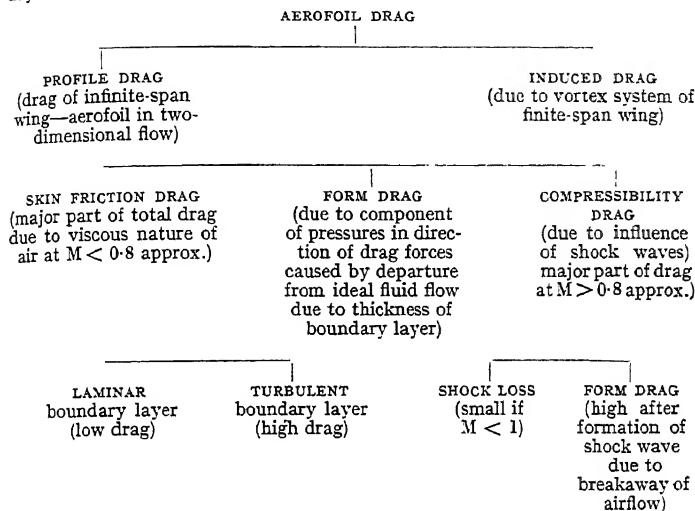 AEROFOIL DRAG
PROFILE DRAG
(drag of infinite-span
wing—aerofoil in two-
dimensional flow)
INDUCED DRAG
(due to vortex system of
finite-span wing)
SKIN FRICTION DRAG
(major part of total drag
due to viscous nature of
air at M < 0·8 approx.)
FORM DRAG
(due to component
of pressures in direc-
tion of drag forces
caused by departure
from ideal fluid flow
due to thickness of
boundary layer)
COMPRESSIBILITY
DRAG
(due to influence
of shock waves)
major part of drag
at M > 0·8 approx.)
LAMINAR
boundary layer
(low drag)
TURBULENT
boundary layer
(high drag)
SHOCK LOSS
(small if
M < 1)
FORM DRAG
(high after
formation of
shock wave
due to
breakaway of
airflow)